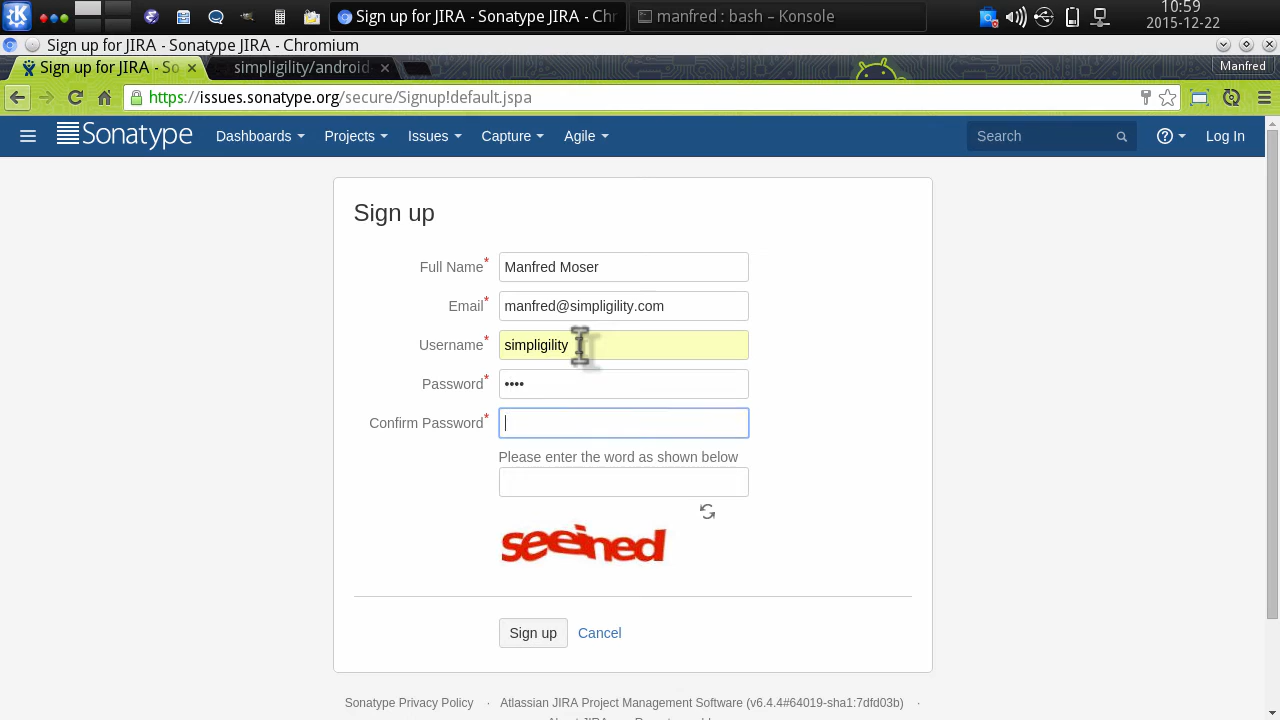 Sign up for JIRA - Sonatype JIRA - Chr
manfred : bash – Konsole
10:59
2015-12-22
Sign up for JIRA - Sonatype JIRA - Chromium
Sign up for JIRA - So
simpligility/android
Manfred
https://issues.sonatype.org/secure/Signup!default.jspa
Sonatype Dashboards Projects Issues Capture Agile Search Log In
Sign up
Full Name* Manfred Moser
Email* manfred@simpligility.com
Username* simpligility
Password* ••••
Confirm Password*
Please enter the word as shown below
seeined
Sign up Cancel
Sonatype Privacy Policy · Atlassian JIRA Project Management Software (v6.4.4#64019-sha1:7dfd03b) ·